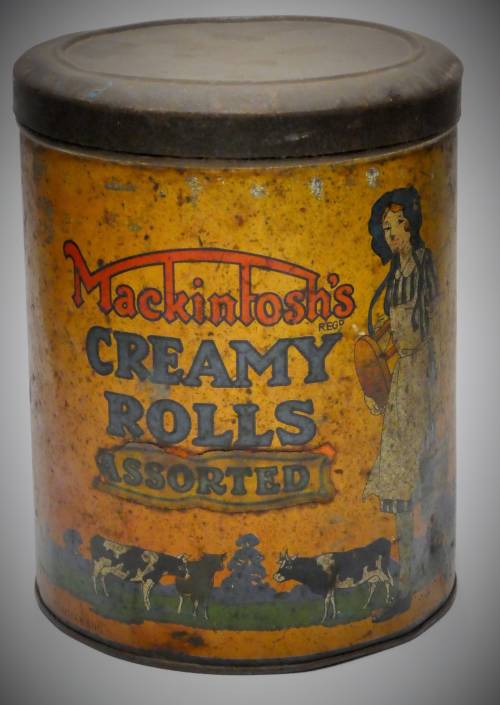 Mackintosh's
REGD
CREAMY
ROLLS
ASSORTED